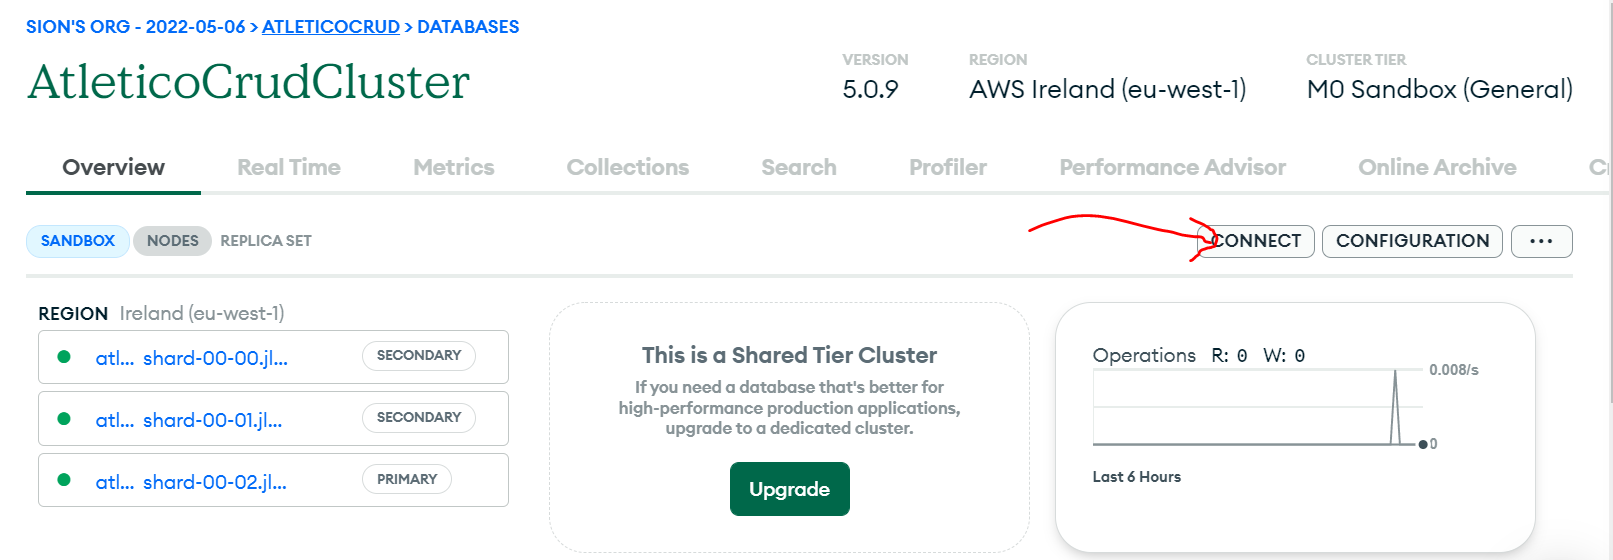 SION'S ORG - 2022-05-06 > ATLETICOCRUD > DATABASES
AtleticoCrudCluster
VERSION
5.0.9
REGION
AWS Ireland (eu-west-1)
CLUSTER TIER
M0 Sandbox (General)
Overview Real Time Metrics Collections Search Profiler Performance Advisor Online Archive
SANDBOX NODES REPLICA SET
CONNECT CONFIGURATION ...
REGION Ireland (eu-west-1)
atl... shard-00-00.jl... SECONDARY
atl... shard-00-01.jl... SECONDARY
atl... shard-00-02.jl... PRIMARY
This is a Shared Tier Cluster
If you need a database that's better for
high-performance production applications,
upgrade to a dedicated cluster.
Upgrade
Operations R: 0 W: 0
0.008/s
0
Last 6 Hours